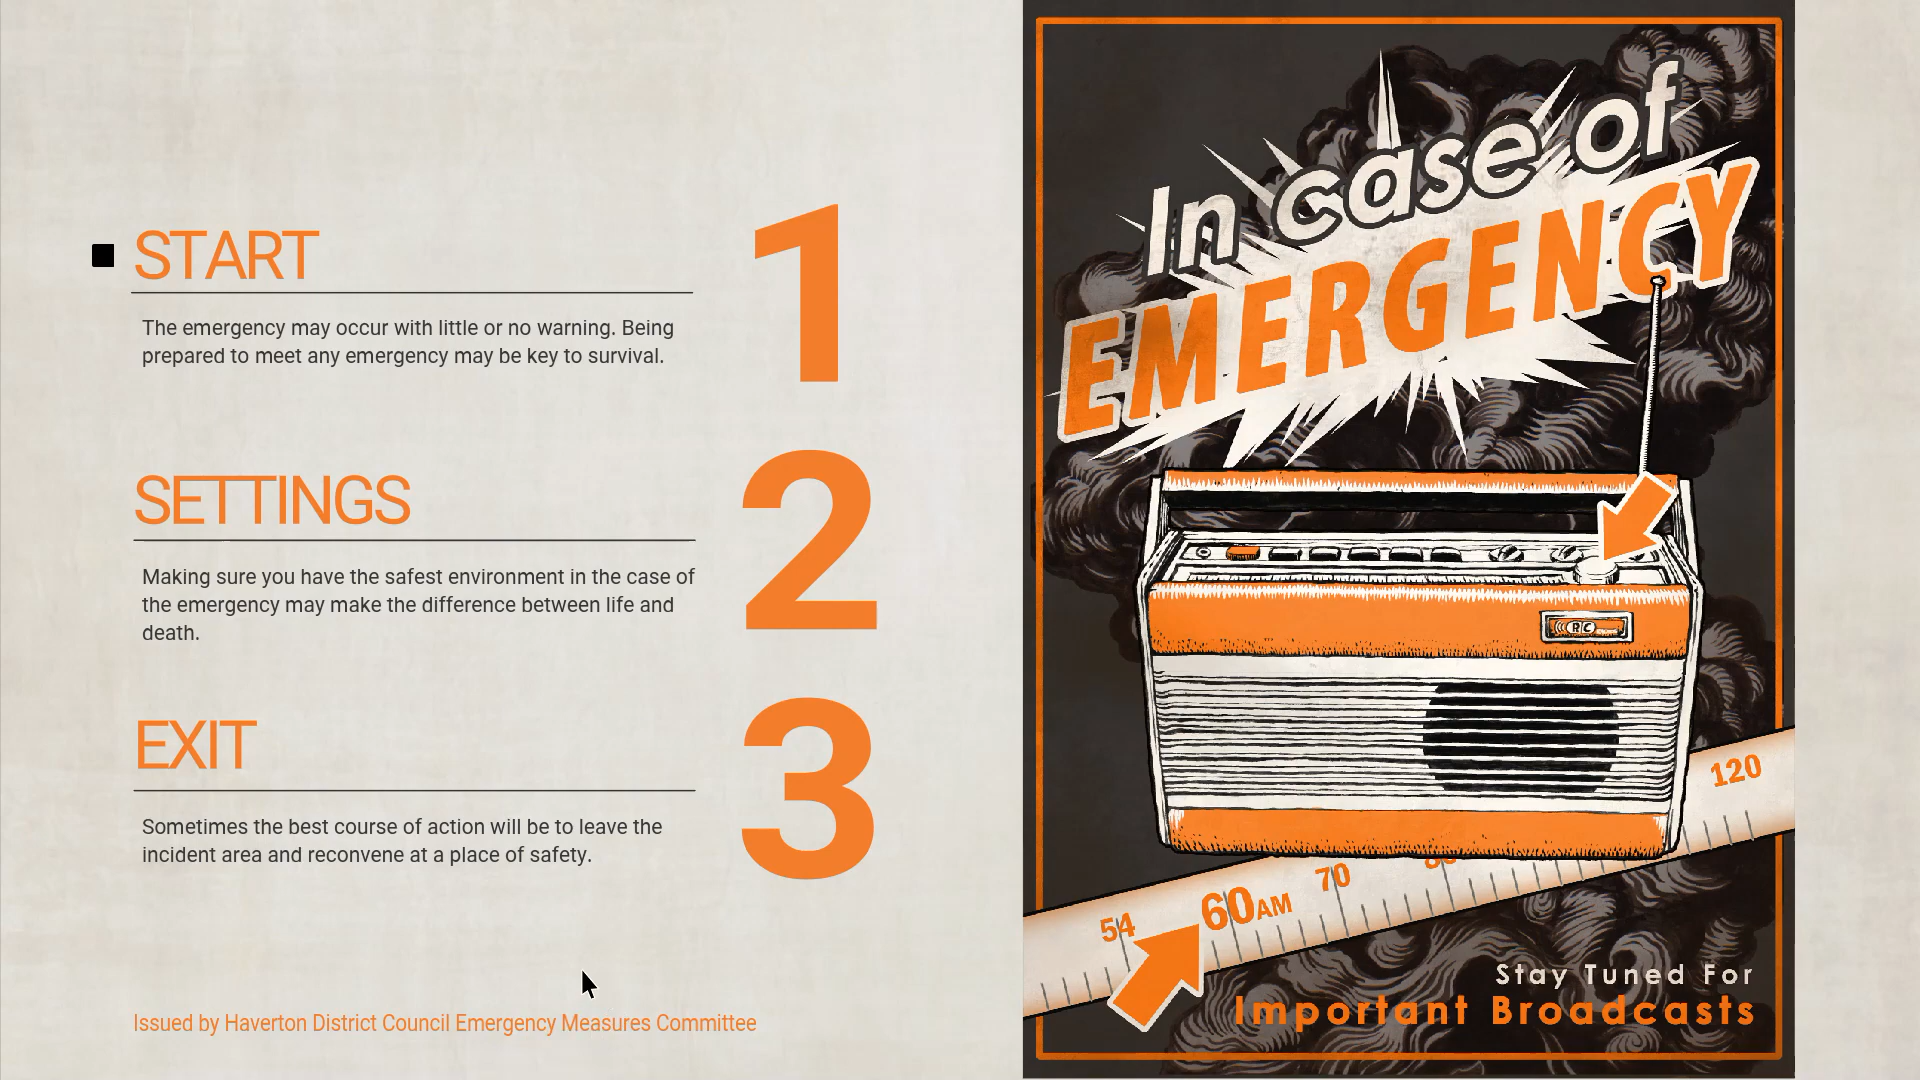 START
1
The emergency may occur with little or no warning. Being
prepared to meet any emergency may be key to survival.
SETTINGS
2
Making sure you have the safest environment in the case of
the emergency may make the difference between life and
death.
EXIT
3
Sometimes the best course of action will be to leave the
incident area and reconvene at a place of safety.
Issued by Haverton District Council Emergency Measures Committee
In case of
EMERGENCY
RC
120
70
60AM
54
Stay Tuned For
Important Broadcasts